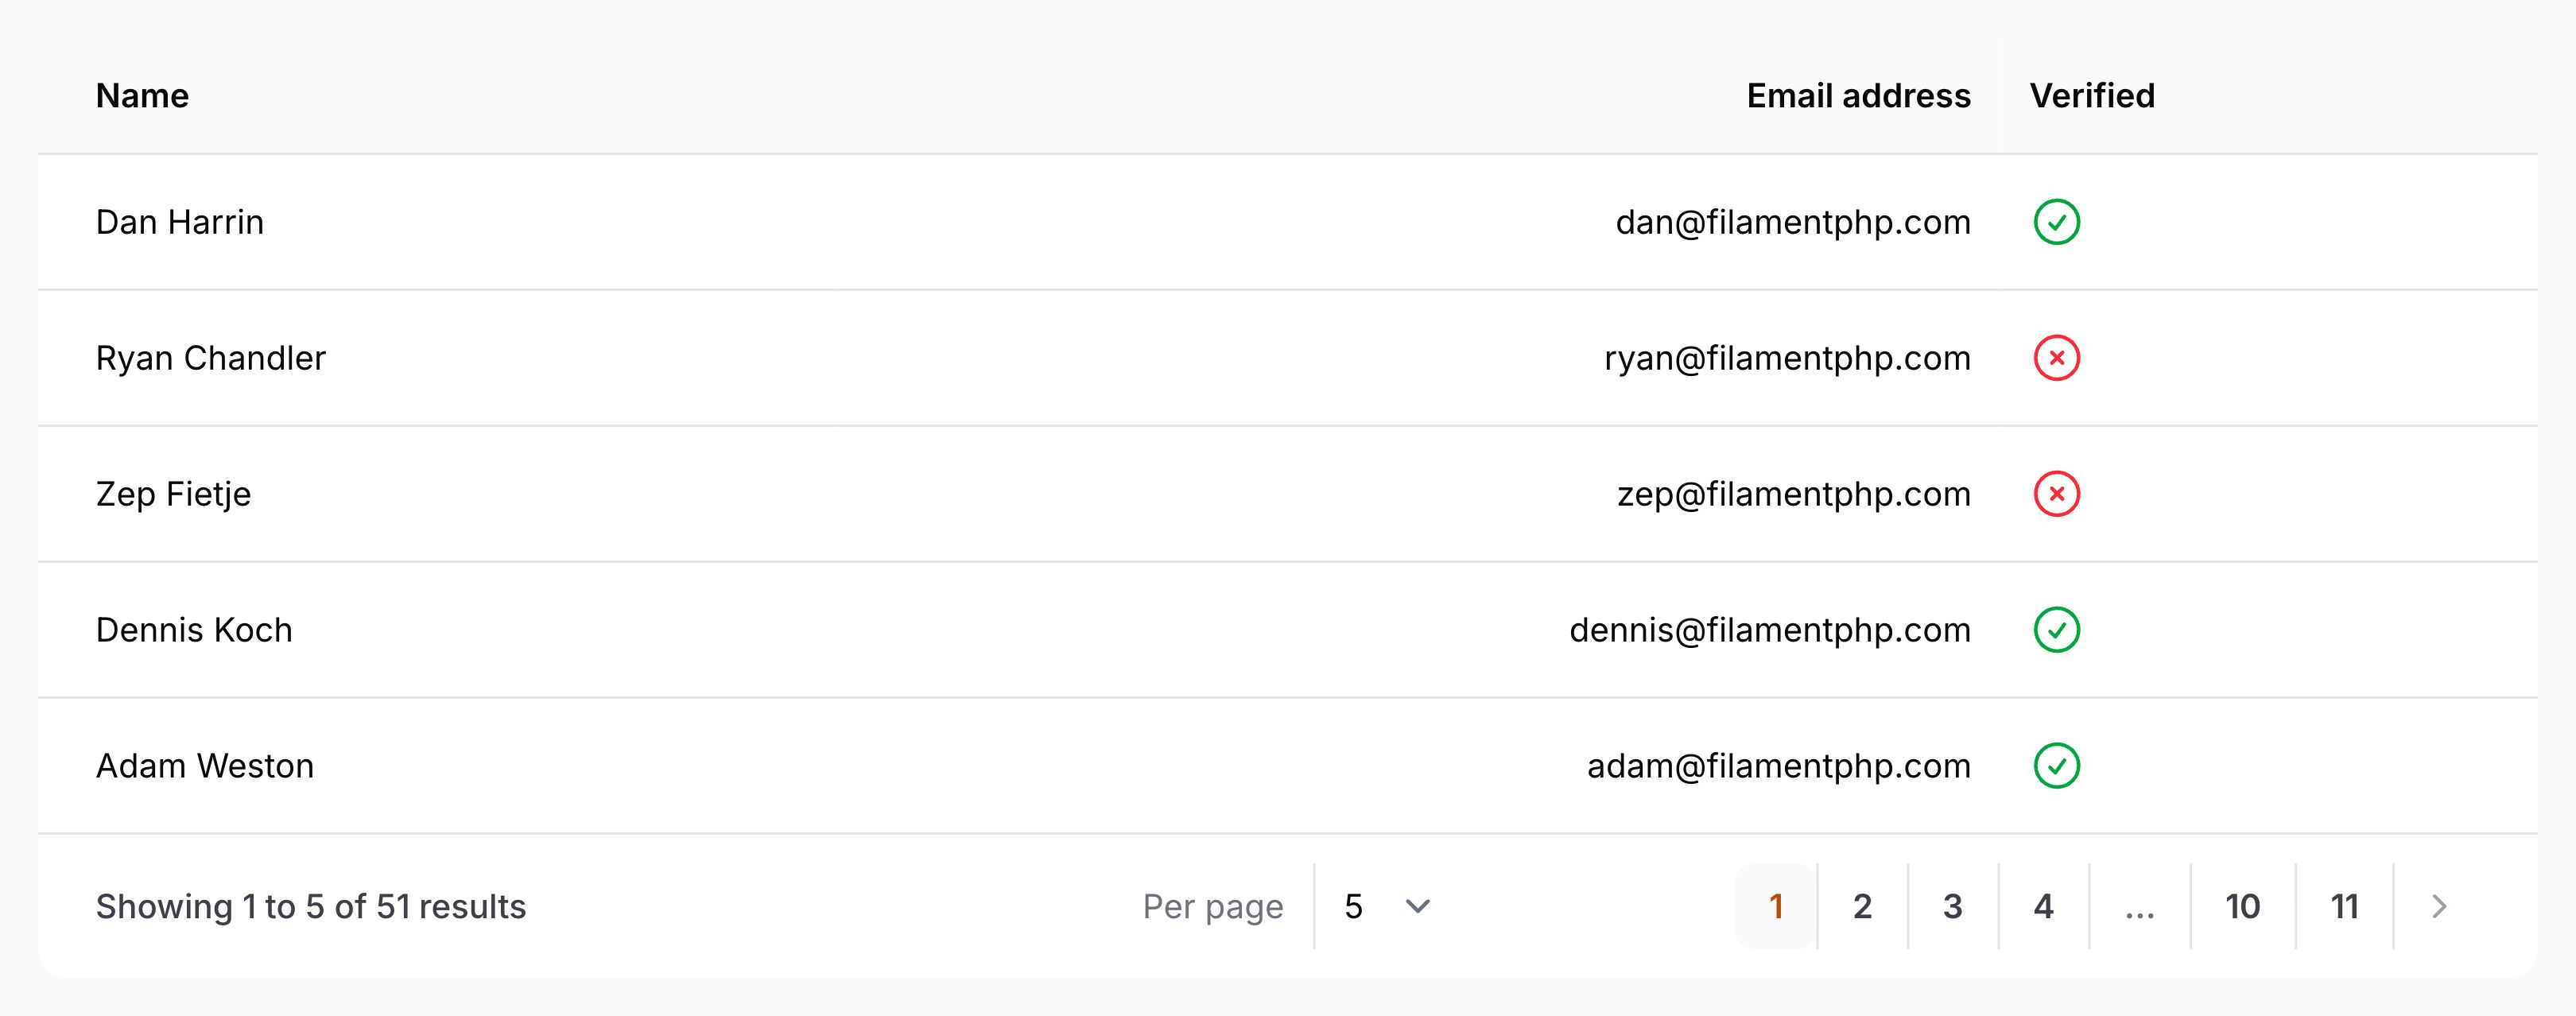 Name Email address Verified
Dan Harrin dan@filamentphp.com
Ryan Chandler ryan@filamentphp.com
Zep Fietje zep@filamentphp.com
Dennis Koch dennis@filamentphp.com
Adam Weston adam@filamentphp.com
Showing 1 to 5 of 51 results Per page 5 1 2 3 4 ... 10 11